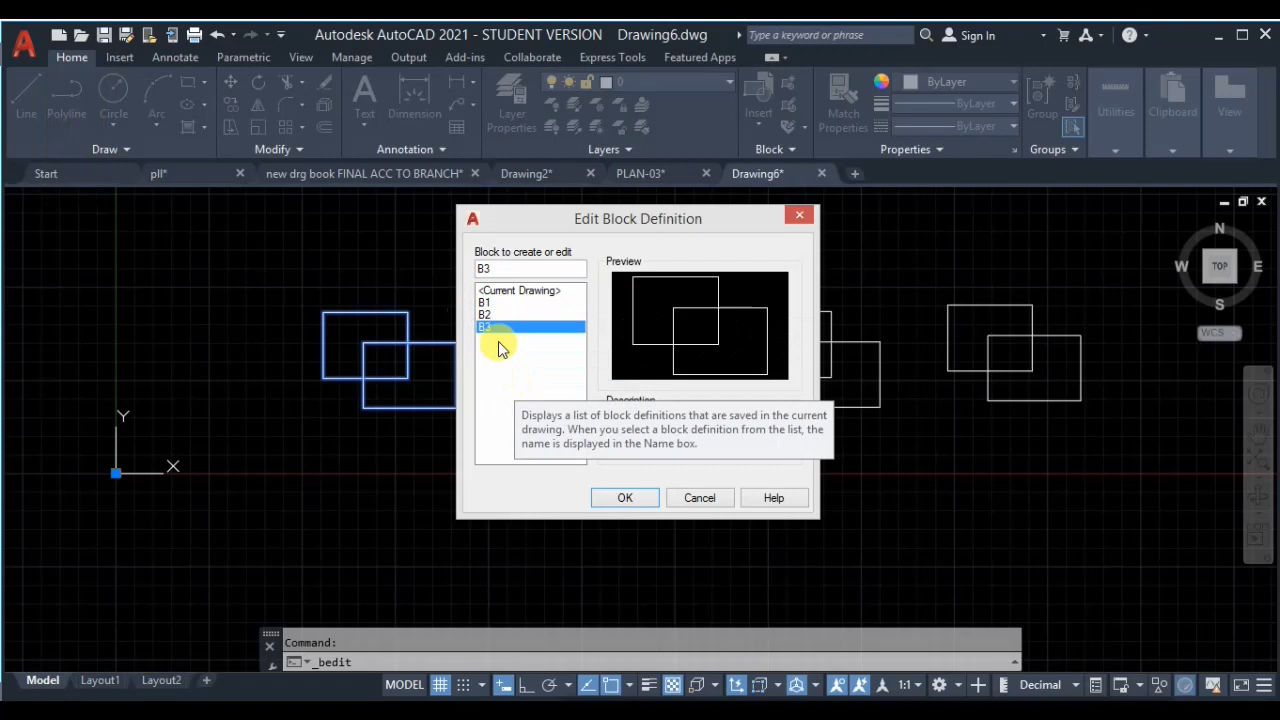 Autodesk AutoCAD 2021 - STUDENT VERSION Drawing6.dwg Type a keyword or phrase Sign In
Home Insert Annotate Parametric View Manage Output Add-ins Collaborate Express Tools Featured Apps
Line Polyline Circle Arc Text Dimension Layer Properties 0 Insert Match Properties ByLayer ByLayer ByLayer Group Utilities Clipboard View
Draw Modify Annotation Layers Block Properties Groups
Start pll* new drg book FINAL ACC TO BRANCH* Drawing2* PLAN-03* Drawing6*
Edit Block Definition
Block to create or edit
B3
Preview
<Current Drawing>
B1
B2
B3
Description
Displays a list of block definitions that are saved in the current
drawing. When you select a block definition from the list, the
name is displayed in the Name box.
OK Cancel Help
N
W TOP E
S
WCS
Y
X
Command:
_bedit
Model Layout1 Layout2 + MODEL 1:1 Decimal